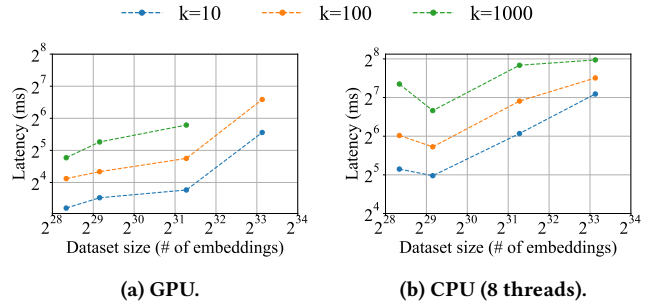 k=10 k=100 k=1000
2^8 2^7 2^6 2^5 2^4
Latency (ms)
2^28 2^29 2^30 2^31 2^32 2^33 2^34
Dataset size (# of embeddings)
(a) GPU.
2^8 2^7 2^6 2^5 2^4
Latency (ms)
2^28 2^29 2^30 2^31 2^32 2^33 2^34
Dataset size (# of embeddings)
(b) CPU (8 threads).